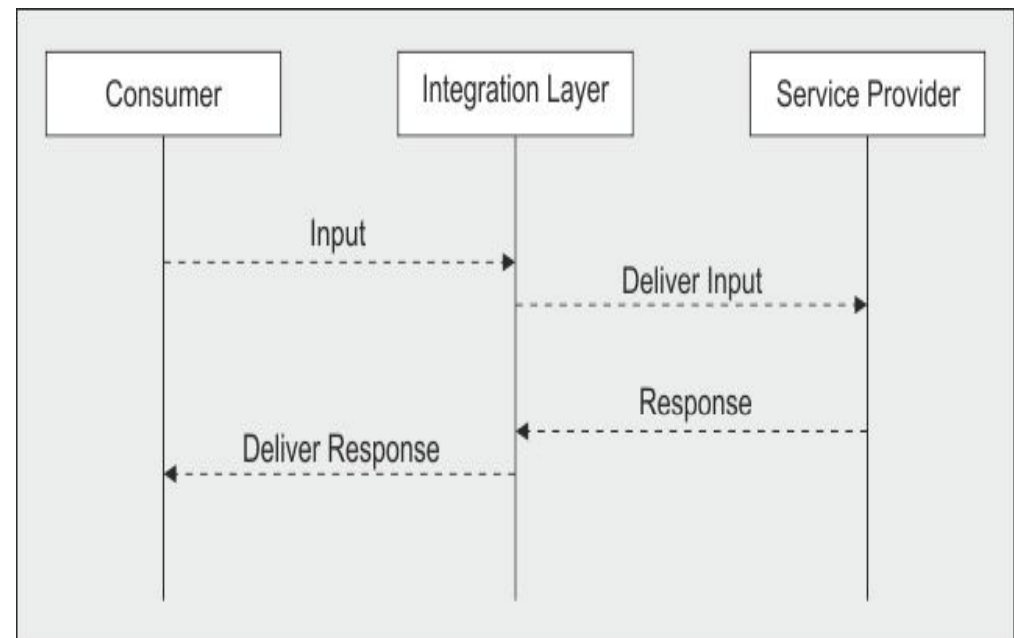 Consumer
Integration Layer
Service Provider
Input
Deliver Input
Response
Deliver Response